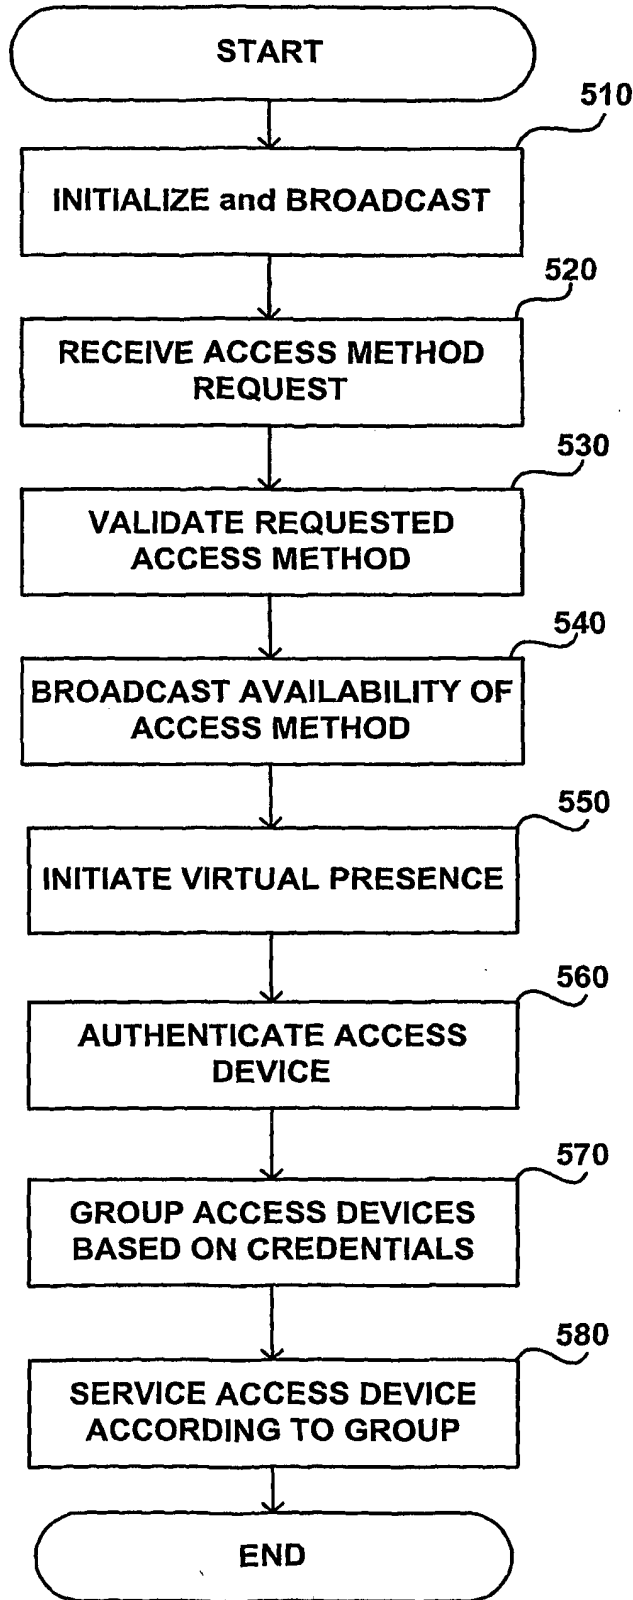 START
510
INITIALIZE and BROADCAST
520
RECEIVE ACCESS METHOD
REQUEST
530
VALIDATE REQUESTED
ACCESS METHOD
540
BROADCAST AVAILABILITY OF
ACCESS METHOD
550
INITIATE VIRTUAL PRESENCE
560
AUTHENTICATE ACCESS
DEVICE
570
GROUP ACCESS DEVICES
BASED ON CREDENTIALS
580
SERVICE ACCESS DEVICE
ACCORDING TO GROUP
END